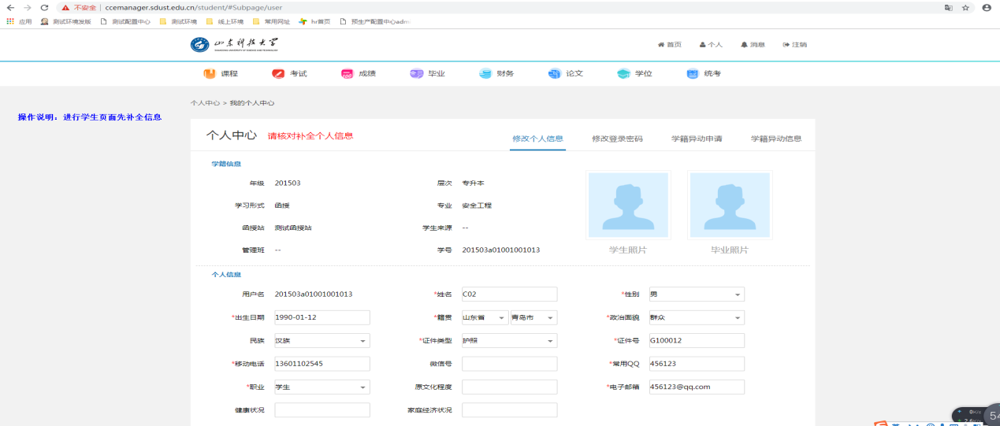 不安全 ccemanager.sdust.edu.cn/student/#Subpage/user
应用 测试环境发版 测试配置中心 测试环境 线上环境 常用网址 hr首页 预生产配置中心adm
山东科技大学 首页 个人 消息 注销
课程 考试 成绩 毕业 财务 论文 学位 统考
个人中心 > 我的个人中心
操作说明：进行学生页面先补全信息
个人中心 请核对补全个人信息 修改个人信息 修改登录密码 学籍异动申请 学籍异动信息
学籍信息
年级 201503 层次 专升本
学习形式 函授 专业 安全工程
函授站 测试函授站 学生来源 --
管理班 -- 学号 201503a01001001013 学生照片 毕业照片
个人信息
用户名 201503a01001001013 *姓名 C02 *性别 男
*出生日期 1990-01-12 *籍贯 山东省 青岛市 *政治面貌 群众
民族 汉族 *证件类型 护照 *证件号 G100012
*移动电话 13601102545 微信号 *常用QQ 456123
*职业 学生 原文化程度 *电子邮箱 456123@qq.com
健康状况 家庭经济状况